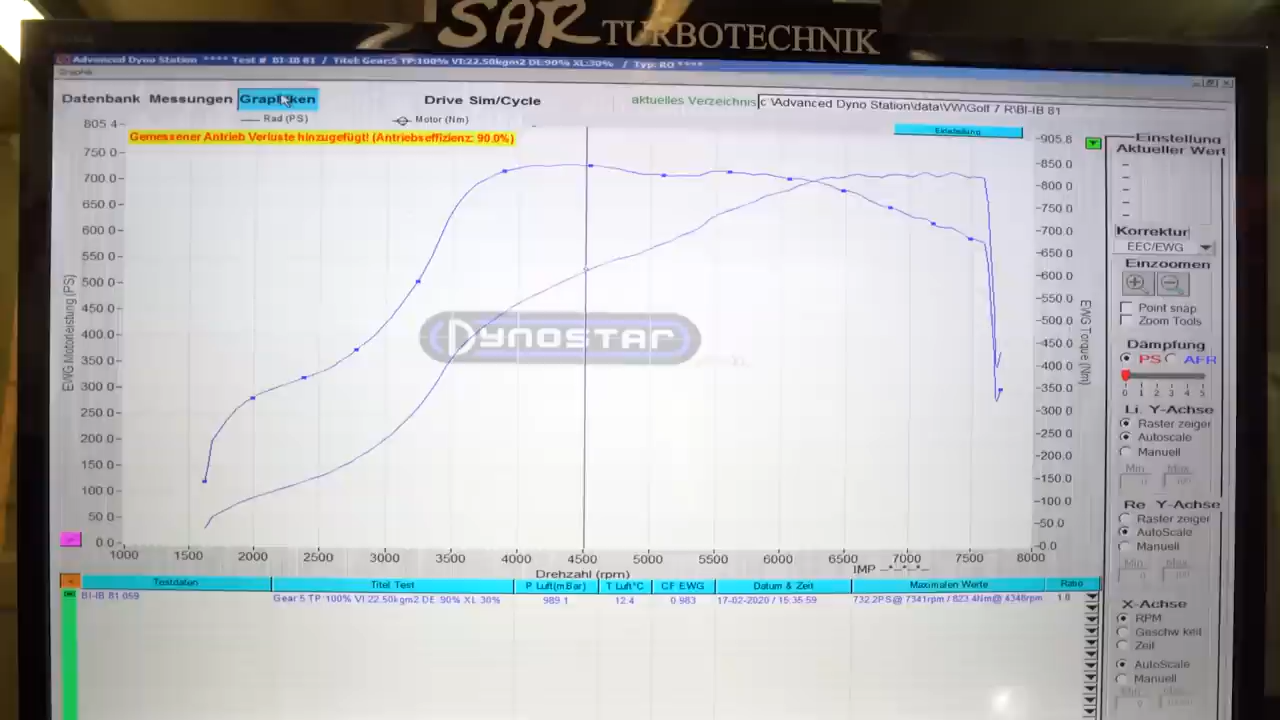 SAR TURBOTECHNIK
Advanced Dyno Station **** Test # BI-IB 81 / Titel: Gear:5 TP:100% VI:22.50kgm2 DE:90% XL:30% / Typ: RO ****
Graphik
Datenbank Messungen Graphiken Drive Sim/Cycle aktuelles Verzeichnis c:\Advanced Dyno Station\data\VW\Golf 7 R\BI-IB 81
Rad (PS) Motor (Nm)
Gemessener Antrieb Verluste hinzugefügt! (Antriebseffizienz: 90.0%)
Einstellung
Aktueller Wert
805.4
750.0
700.0
650.0
600.0
550.0
500.0
450.0
400.0
350.0
300.0
250.0
200.0
150.0
100.0
50.0
0.0
EWG Motorleistung (PS)
DYNOSTAR
905.8
850.0
800.0
750.0
700.0
650.0
600.0
550.0
500.0
450.0
400.0
350.0
300.0
250.0
200.0
150.0
100.0
50.0
0.0
EWG Torque (Nm)
1000 1500 2000 2500 3000 3500 4000 4500 5000 5500 6000 6500 7000 7500 8000
Drehzahl (rpm)
IMP
Korrektur
EEC/EWG
Einzoomen
Point snap
Zoom Tools
Dämpfung
PS AFR
0 1 2 3 4 5
Li. Y-Achse
Raster zeiger
Autoscale
Manuell
Min Max
Re Y-Achse
Raster zeiger
AutoScale
Manuell
Min Max
X-Achse
RPM
Geschw.keit
Zeit
AutoScale
Manuell
Min Max
Testdaten Titel Test P Luft(mBar) T Luft°C CF EWG Datum & Zeit Maximalen Werte Ratio
BI-IB 81.059 Gear:5 TP:100% VI:22.50kgm2 DE:90% XL:30% 989.1 12.4 0.983 17-02-2020 / 15:35:59 732.2PS@ 7341rpm / 823.4Nm@ 4348rpm 1.8